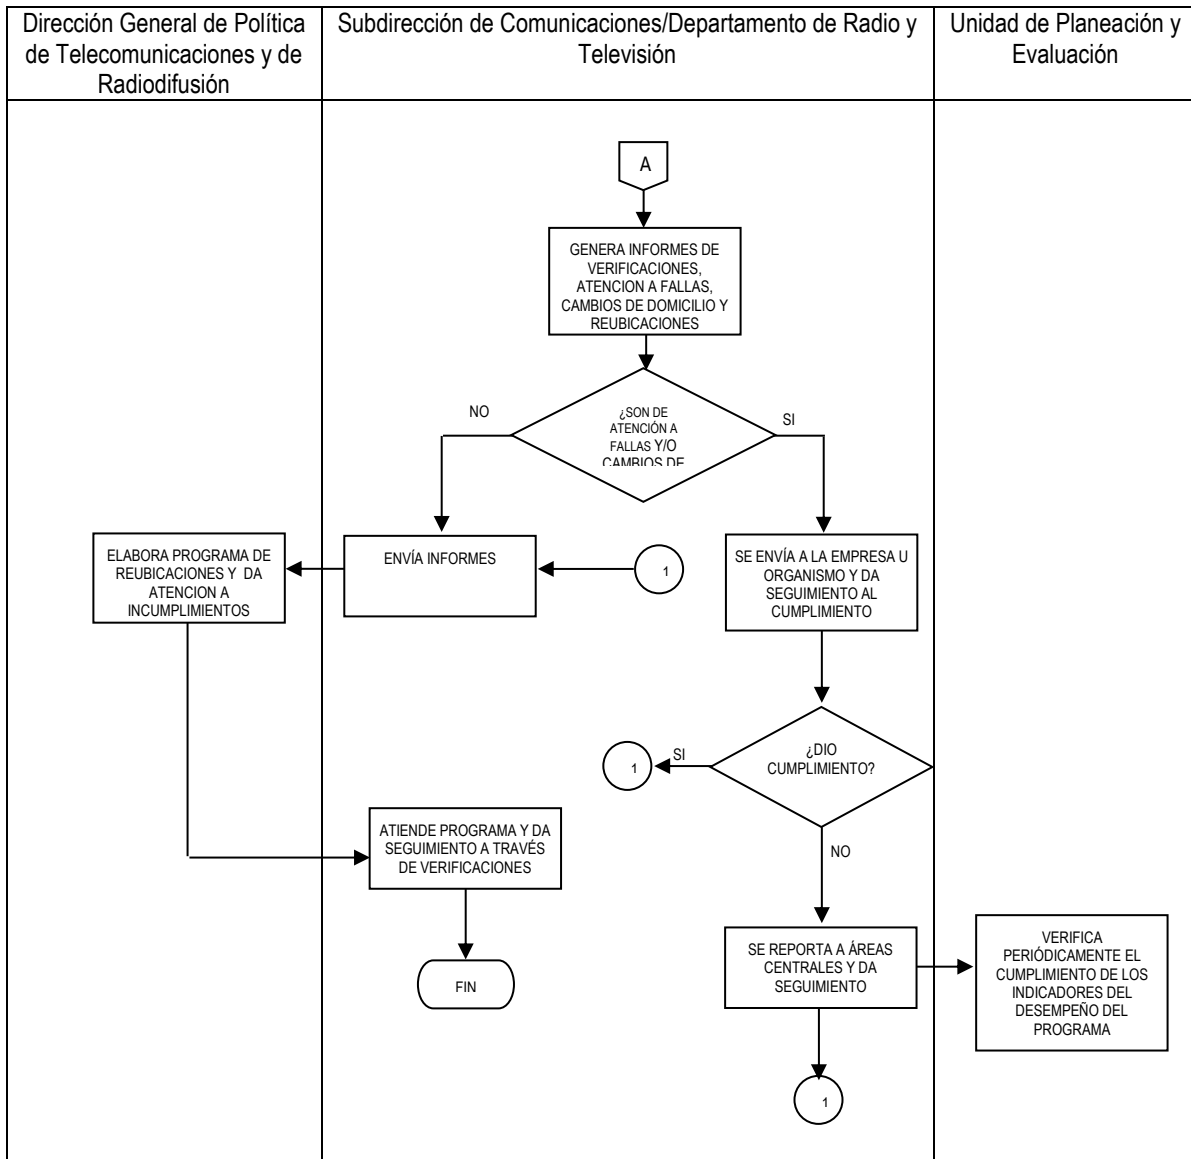 Dirección General de Política
de Telecomunicaciones y de
Radiodifusión
Subdirección de Comunicaciones/Departamento de Radio y
Televisión
Unidad de Planeación y
Evaluación
A
GENERA INFORMES DE
VERIFICACIONES,
ATENCION A FALLAS,
CAMBIOS DE DOMICILIO Y
REUBICACIONES
NO
¿SON DE
ATENCIÓN A
FALLAS Y/O
CAMBIOS DE
SI
ELABORA PROGRAMA DE
REUBICACIONES Y DA
ATENCION A
INCUMPLIMIENTOS
ENVÍA INFORMES
1
SE ENVÍA A LA EMPRESA U
ORGANISMO Y DA
SEGUIMIENTO AL
CUMPLIMIENTO
1
SI
¿DIO
CUMPLIMIENTO?
NO
ATIENDE PROGRAMA Y DA
SEGUIMIENTO A TRAVÉS
DE VERIFICACIONES
FIN
SE REPORTA A ÁREAS
CENTRALES Y DA
SEGUIMIENTO
VERIFICA
PERIÓDICAMENTE EL
CUMPLIMIENTO DE LOS
INDICADORES DEL
DESEMPEÑO DEL
PROGRAMA
1